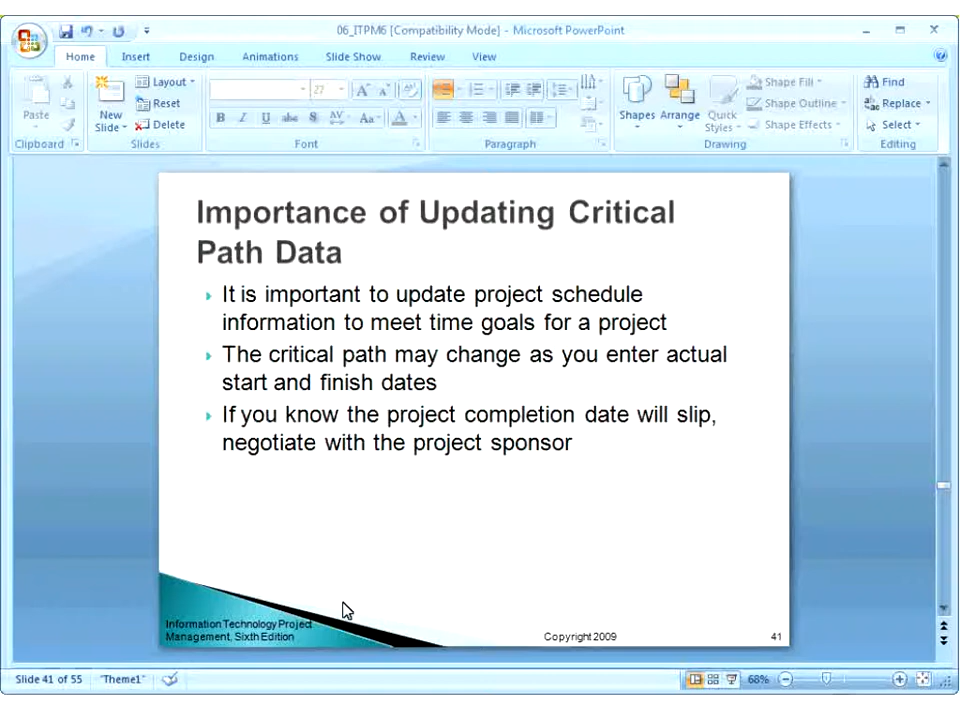 06_ITPM6 [Compatibility Mode] - Microsoft PowerPoint
Home Insert Design Animations Slide Show Review View
Paste
New Slide
Layout
Reset
Delete
27
B I U abc S AV Aa A
Shapes Arrange Quick Styles
Shape Fill
Shape Outline
Shape Effects
Find
Replace
Select
Clipboard Slides Font Paragraph Drawing Editing
Importance of Updating Critical
Path Data
It is important to update project schedule
information to meet time goals for a project
The critical path may change as you enter actual
start and finish dates
If you know the project completion date will slip,
negotiate with the project sponsor
Information Technology Project
Management, Sixth Edition
Copyright 2009
41
Slide 41 of 55 "Theme1" 68%